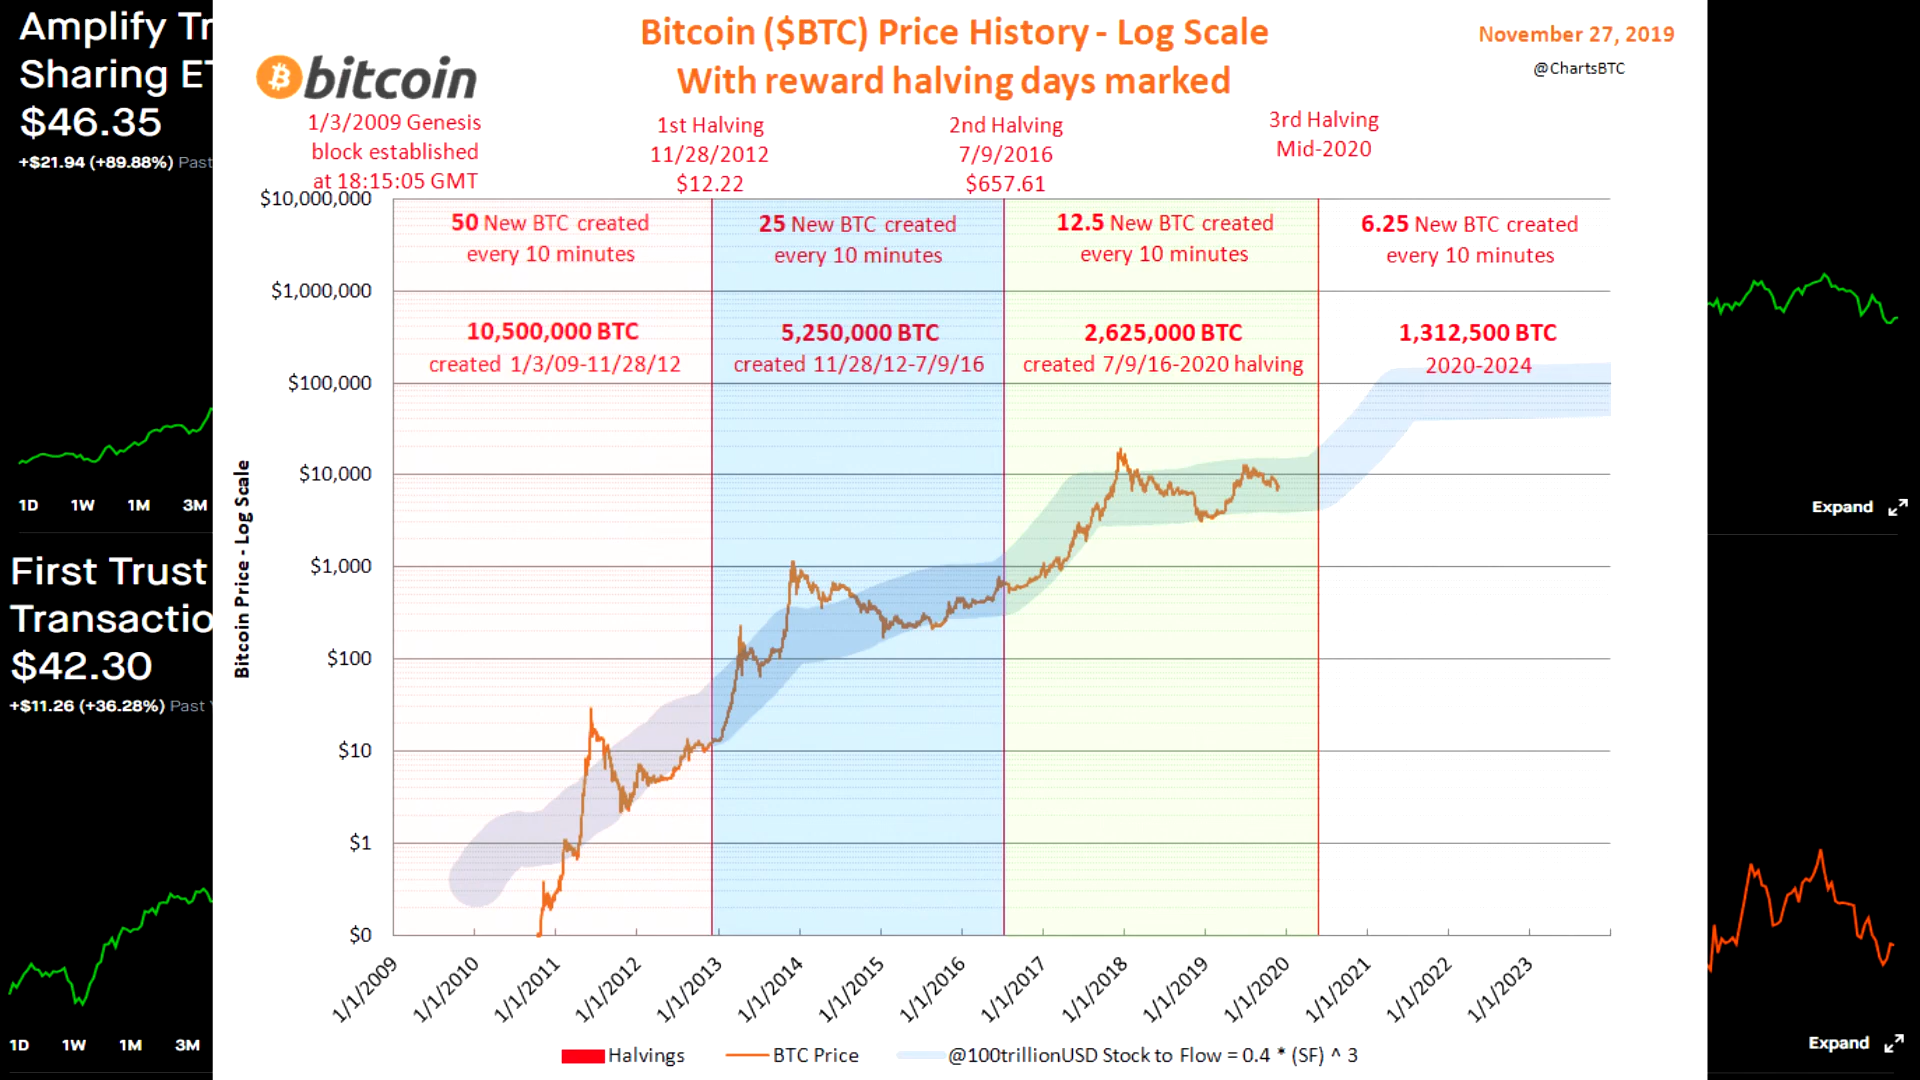 Amplify Tr
Sharing ET
$46.35
+$21.94 (+89.88%) Past
1D 1W 1M 3M
First Trust
Transactio
$42.30
+$11.26 (+36.28%) Past
1D 1W 1M 3M
bitcoin
Bitcoin ($BTC) Price History - Log Scale
With reward halving days marked
November 27, 2019
@ChartsBTC
1/3/2009 Genesis
block established
at 18:15:05 GMT
1st Halving
11/28/2012
$12.22
2nd Halving
7/9/2016
$657.61
3rd Halving
Mid-2020
50 New BTC created
every 10 minutes
25 New BTC created
every 10 minutes
12.5 New BTC created
every 10 minutes
6.25 New BTC created
every 10 minutes
10,500,000 BTC
created 1/3/09-11/28/12
5,250,000 BTC
created 11/28/12-7/9/16
2,625,000 BTC
created 7/9/16-2020 halving
1,312,500 BTC
2020-2024
Bitcoin Price - Log Scale
$10,000,000
$1,000,000
$100,000
$10,000
$1,000
$100
$10
$1
$0
1/1/2009
1/1/2010
1/1/2011
1/1/2012
1/1/2013
1/1/2014
1/1/2015
1/1/2016
1/1/2017
1/1/2018
1/1/2019
1/1/2020
1/1/2021
1/1/2022
1/1/2023
Halvings
BTC Price
@100trillionUSD Stock to Flow = 0.4 * (SF) ^ 3
Expand
Expand